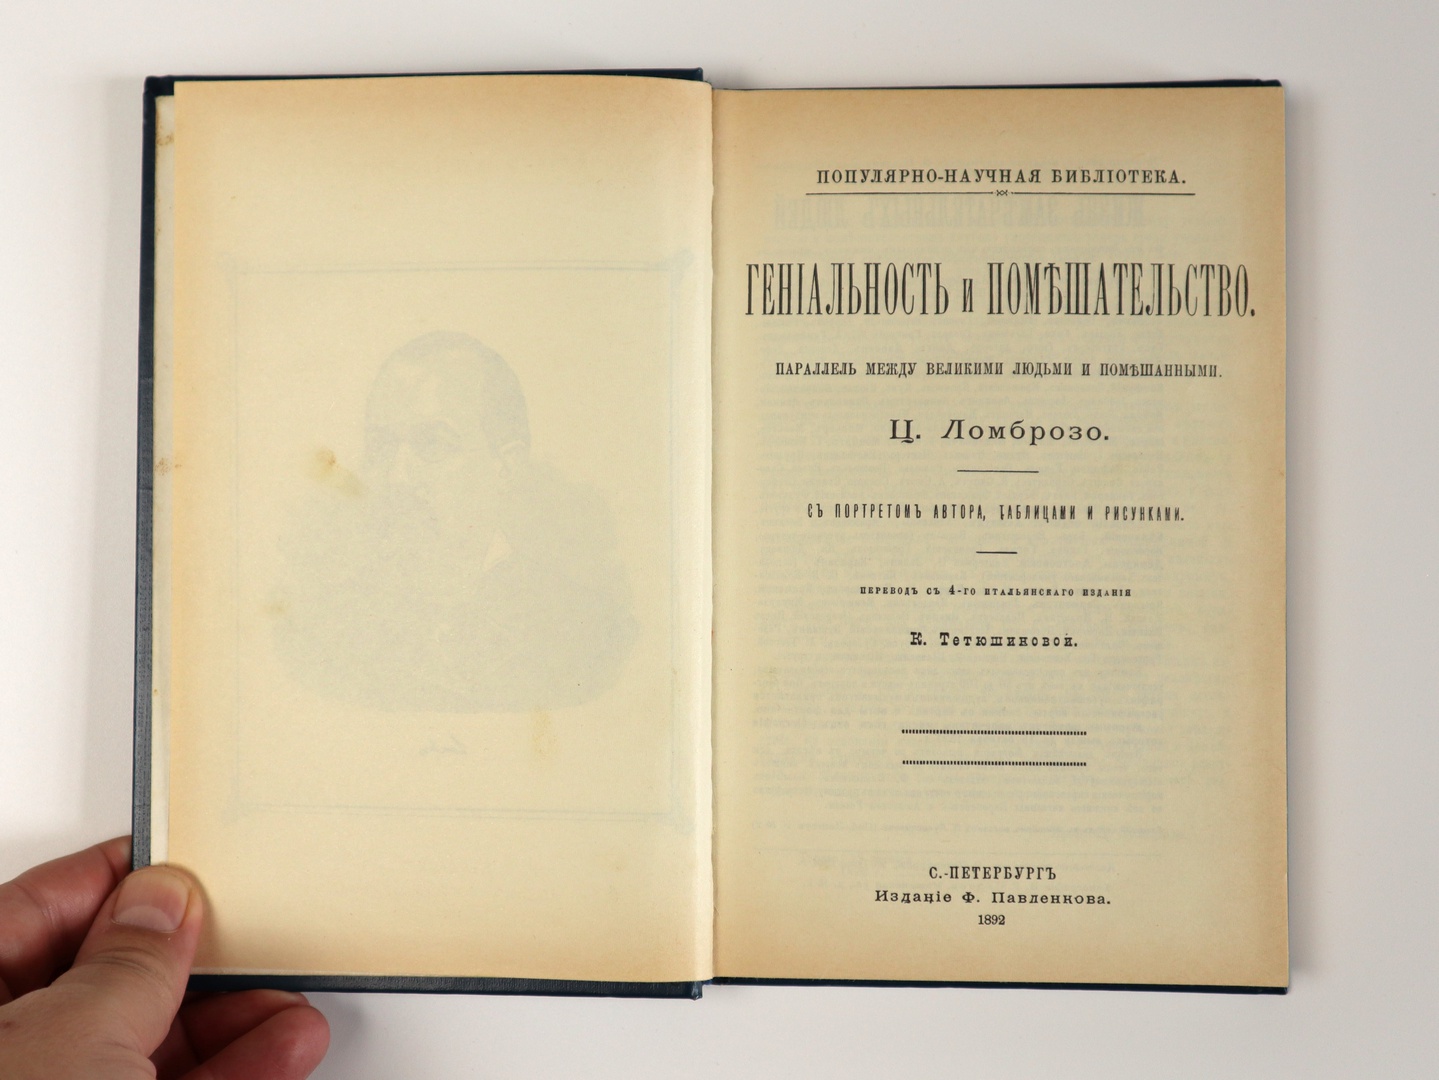 ПОПУЛЯРНО-НАУЧНАЯ БИБЛІОТЕКА.
ГЕНІАЛЬНОСТЬ и ПОМѢШАТЕЛЬСТВО.
ПАРАЛЛЕЛЬ МЕЖДУ ВЕЛИКИМИ ЛЮДЬМИ И ПОМѢШАННЫМИ.
Ц. Ломброзо.
СЪ ПОРТРЕТОМЪ АВТОРА, ТАБЛИЦАМИ И РИСУНКАМИ.
ПЕРЕВОДЪ СЪ 4-ГО ИТАЛЬЯНСКАГО ИЗДАНІЯ
К. Тетюшиновой.
С.-ПЕТЕРБУРГЪ
Изданіе Ф. Павленкова.
1892